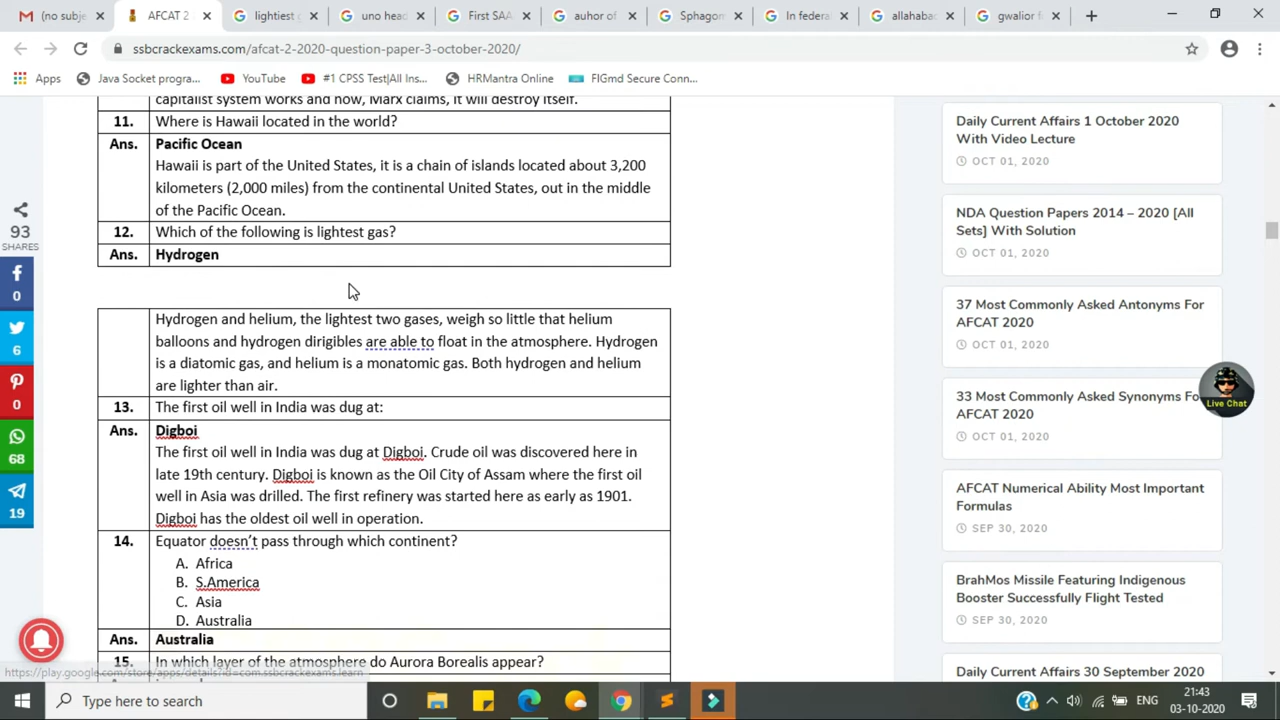 (no subje
AFCAT 2
lightiest g
uno head
First SAA
auhor of
Sphagom
In federa
allahabac
gwalior fo
ssbcrackexams.com/afcat-2-2020-question-paper-3-october-2020/
Apps
Java Socket progra...
YouTube
#1 CPSS Test|All Ins...
HRMantra Online
FIGmd Secure Conn...
capitalist system works and now, Marx claims, it will destroy itself.
11. Where is Hawaii located in the world?
Ans. Pacific Ocean
Hawaii is part of the United States, it is a chain of islands located about 3,200
kilometers (2,000 miles) from the continental United States, out in the middle
of the Pacific Ocean.
12. Which of the following is lightest gas?
Ans. Hydrogen
Hydrogen and helium, the lightest two gases, weigh so little that helium
balloons and hydrogen dirigibles are able to float in the atmosphere. Hydrogen
is a diatomic gas, and helium is a monatomic gas. Both hydrogen and helium
are lighter than air.
13. The first oil well in India was dug at:
Ans. Digboi
The first oil well in India was dug at Digboi. Crude oil was discovered here in
late 19th century. Digboi is known as the Oil City of Assam where the first oil
well in Asia was drilled. The first refinery was started here as early as 1901.
Digboi has the oldest oil well in operation.
14. Equator doesn't pass through which continent?
A. Africa
B. S.America
C. Asia
D. Australia
Ans. Australia
15. In which layer of the atmosphere do Aurora Borealis appear?
93
SHARES
0
6
0
68
19
Daily Current Affairs 1 October 2020
With Video Lecture
OCT 01, 2020
NDA Question Papers 2014 – 2020 [All
Sets] With Solution
OCT 01, 2020
37 Most Commonly Asked Antonyms For
AFCAT 2020
OCT 01, 2020
33 Most Commonly Asked Synonyms Fo
AFCAT 2020
OCT 01, 2020
Live Chat
AFCAT Numerical Ability Most Important
Formulas
SEP 30, 2020
BrahMos Missile Featuring Indigenous
Booster Successfully Flight Tested
SEP 30, 2020
Daily Current Affairs 30 September 2020
https://play.google.com/store/apps/details?id=com.ssbcrackexams.learn
Type here to search
ENG
21:43
03-10-2020